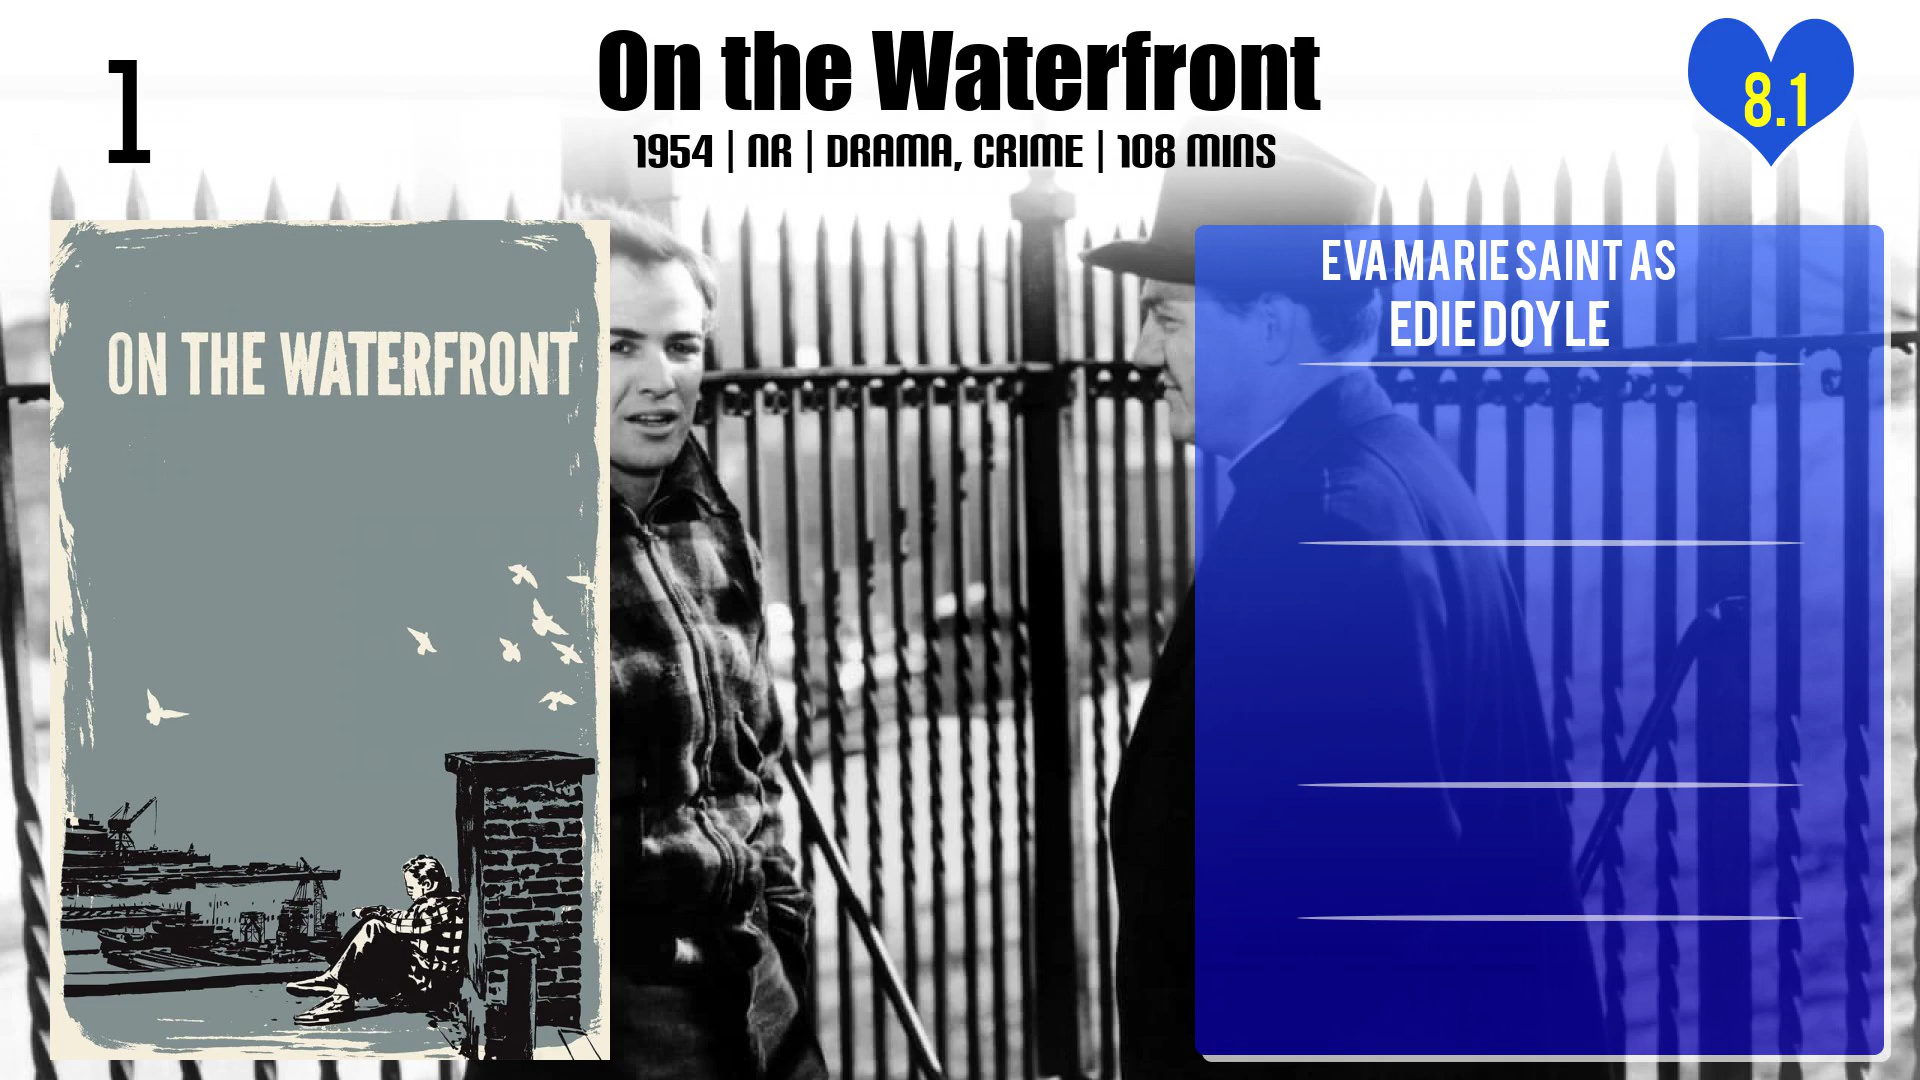 1
On the Waterfront
1954 | NR | DRAMA, CRIME | 108 MINS
8.1
ON THE WATERFRONT
EVA MARIE SAINT AS
EDIE DOYLE